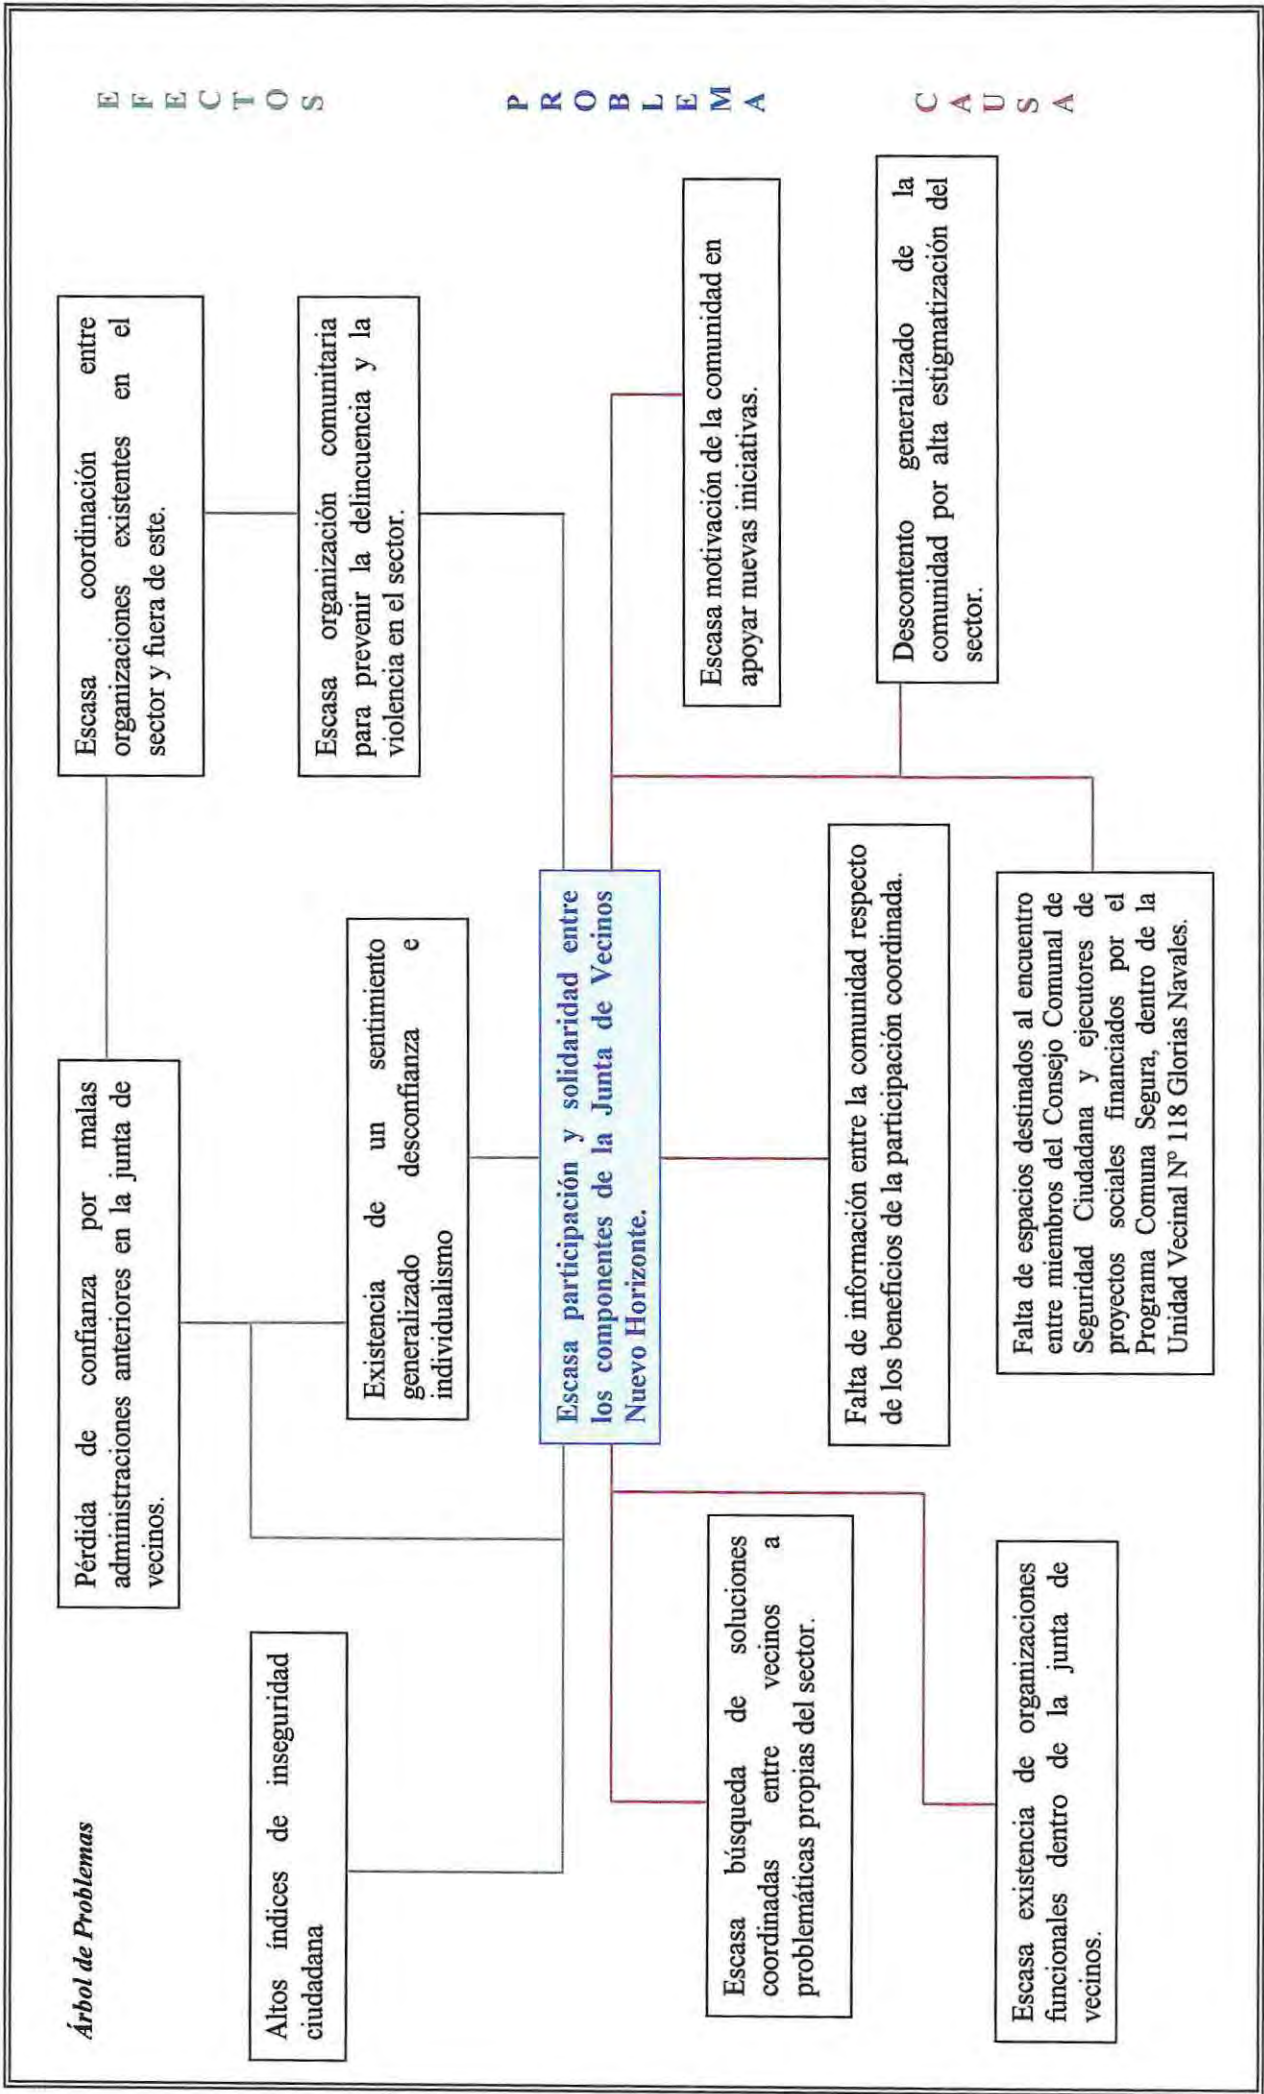 Árbol de Problemas
Pérdida de confianza por malas
administraciones anteriores en la junta de
vecinos.
Escasa coordinación entre
organizaciones existentes en el
sector y fuera de este.
Altos índices de inseguridad
ciudadana
Existencia de un sentimiento
generalizado desconfianza e
individualismo
Escasa organización comunitaria
para prevenir la delincuencia y la
violencia en el sector.
E
F
E
C
T
O
S
Escasa participación y solidaridad entre
los componentes de la Junta de Vecinos
Nuevo Horizonte.
P
R
O
B
L
E
M
A
Escasa búsqueda de soluciones
coordinadas entre vecinos a
problemáticas propias del sector.
Falta de información entre la comunidad respecto
de los beneficios de la participación coordinada.
Escasa motivación de la comunidad en
apoyar nuevas iniciativas.
Escasa existencia de organizaciones
funcionales dentro de la junta de
vecinos.
Falta de espacios destinados al encuentro
entre miembros del Consejo Comunal de
Seguridad Ciudadana y ejecutores de
proyectos sociales financiados por el
Programa Comuna Segura, dentro de la
Unidad Vecinal Nº 118 Glorias Navales.
Descontento generalizado de la
comunidad por alta estigmatización del
sector.
C
A
U
S
A